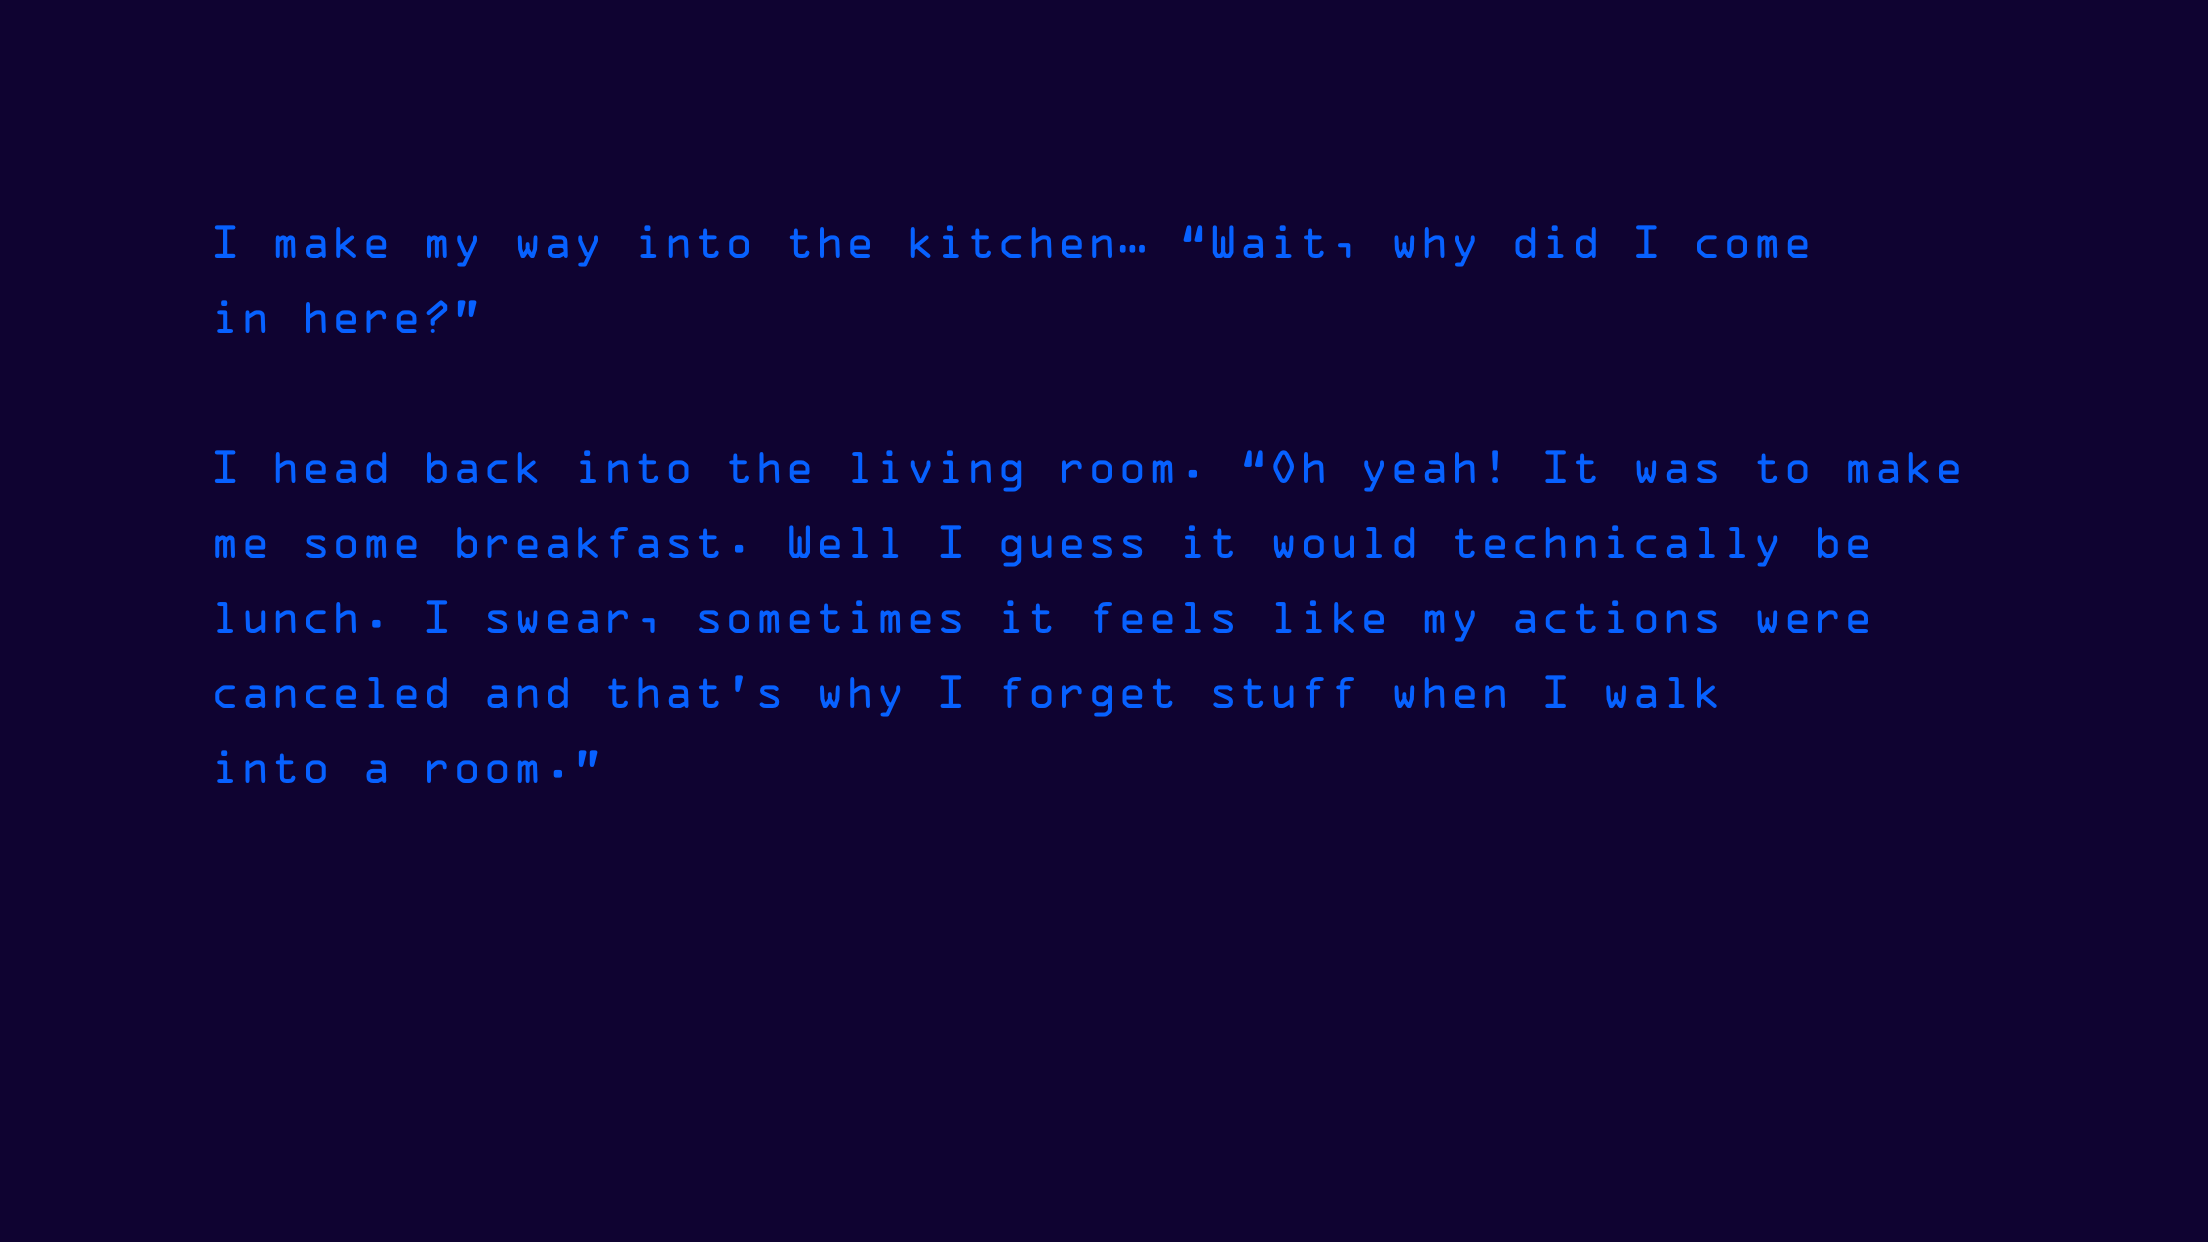 I make my way into the kitchen… “Wait, why did I come
in here?”
I head back into the living room. “Oh yeah! It was to make
me some breakfast. Well I guess it would technically be
lunch. I swear, sometimes it feels like my actions were
canceled and that’s why I forget stuff when I walk
into a room.”